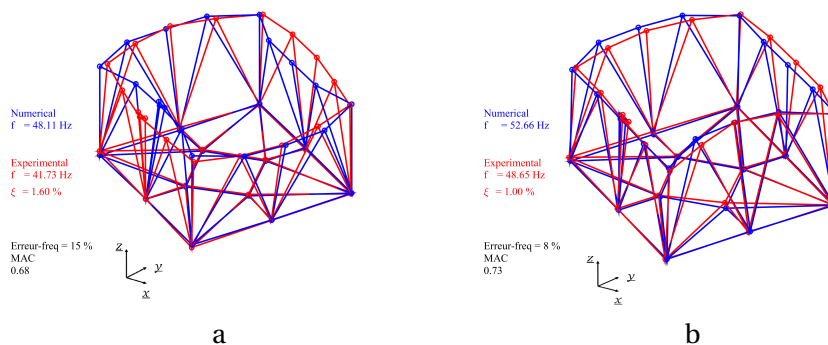 Numerical
f = 48.11 Hz
Experimental
f = 41.73 Hz
ξ = 1.60 %
Erreur-freq = 15 %
MAC
0.68
z
y
x
a
Numerical
f = 52.66 Hz
Experimental
f = 48.65 Hz
ξ = 1.00 %
Erreur-freq = 8 %
MAC
0.73
z
y
x
b